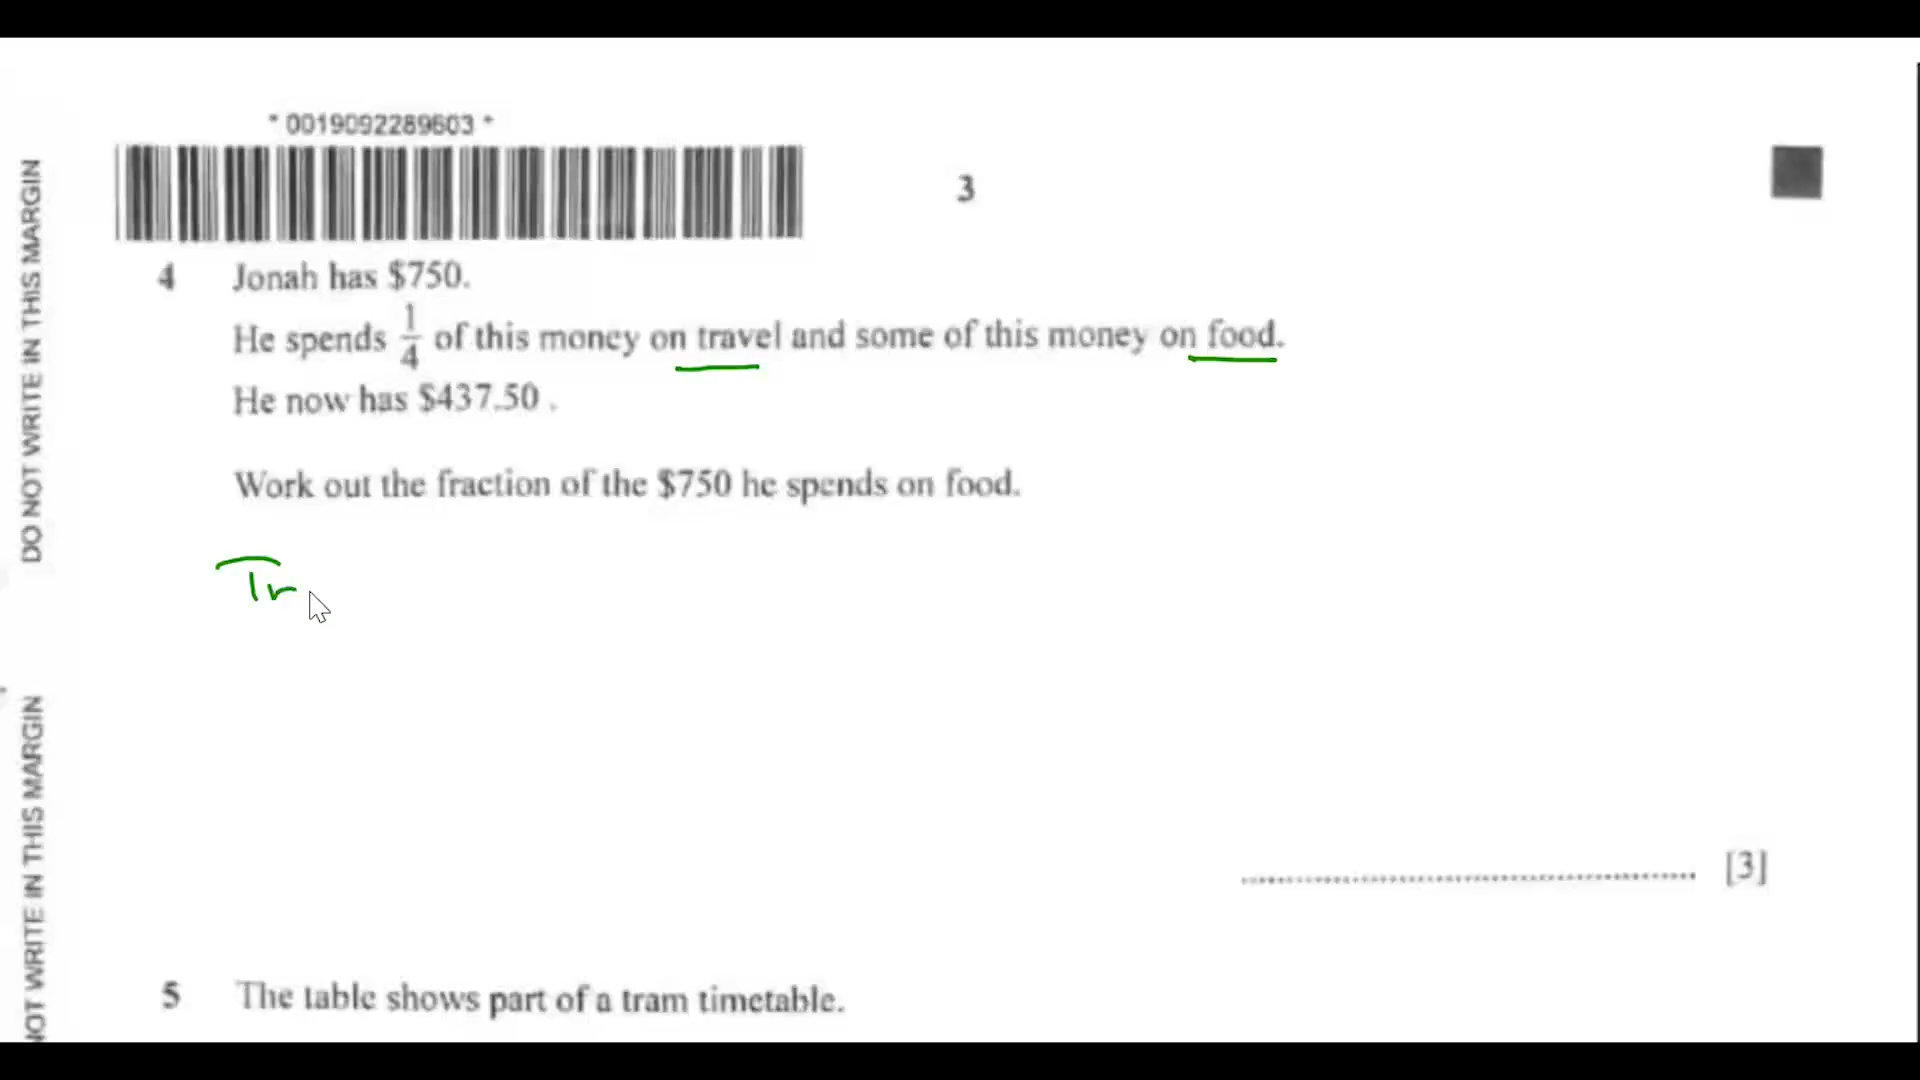 * 0019092289603 *
3
DO NOT WRITE IN THIS MARGIN
4 Jonah has $750.
He spends 1/4 of this money on travel and some of this money on food.
He now has $437.50 .
Work out the fraction of the $750 he spends on food.
Tr
NOT WRITE IN THIS MARGIN
[3]
5 The table shows part of a tram timetable.